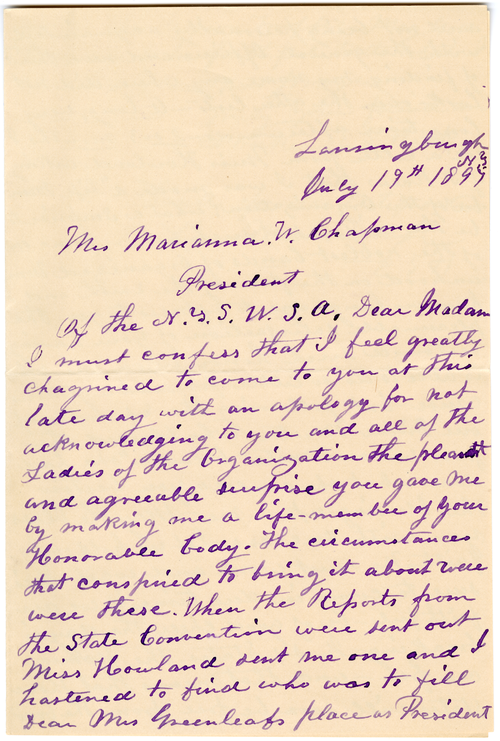 Lansingburgh
N.Y.
July 19th 1897
Mrs Marianna. W. Chapman
President
Of the N.Y.S. W.S.A. Dear Madam
I must confess that I feel greatly
chagrined to come to you at this
late day with an apology for not
acknowledging to you and all of the
Ladies of the Organization the pleasant
and agreeable surprise you gave me
by making me a life-member of your
Honorable body. The circumstances
that conspired to bring it about were
were these. When the Reports from
the State Convention were sent out
Miss Howland sent me one and I
hastened to find who was to fill
Dear Mrs Greenleafs place as President